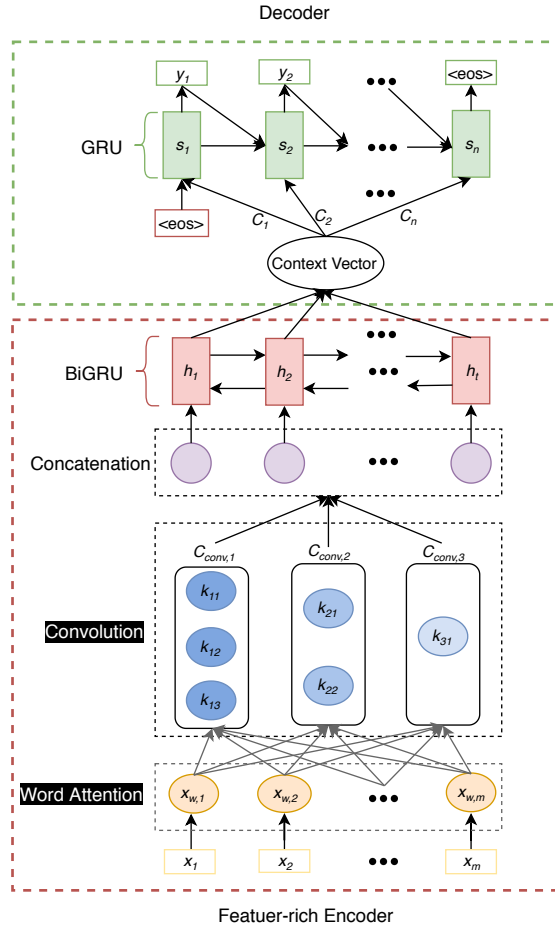 Decoder
y1 y2 ••• <eos>
GRU s1 s2 ••• sn
<eos> C1 C2 ••• Cn
Context Vector
•••
BiGRU h1 h2 ••• ht
Concatenation •••
Cconv,1 Cconv,2 Cconv,3
k11 k21
Convolution k12 k31
k13 k22
Word Attention xw,1 xw,2 ••• xw,m
x1 x2 ••• xm
Featuer-rich Encoder